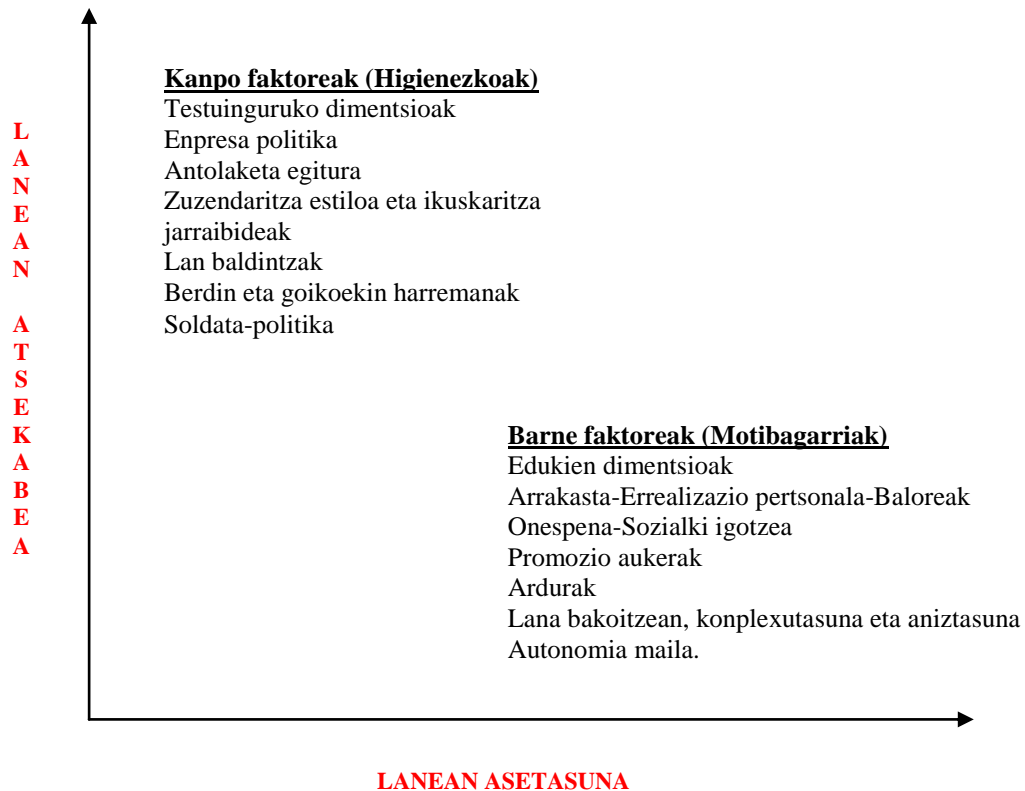 Kanpo faktoreak (Higienezkoak)
Testuinguruko dimentsioak
Enpresa politika
Antolaketa egitura
Zuzendaritza estiloa eta ikuskaritza
jarraibideak
Lan baldintzak
Berdin eta goikoekin harremanak
Soldata-politika
LANEAN ATSEKABEA
Barne faktoreak (Motibagarriak)
Edukien dimentsioak
Arrakasta-Errealizazio pertsonala-Baloreak
Onespena-Sozialki igotzea
Promozio aukerak
Ardurak
Lana bakoitzean, konplexutasuna eta aniztasuna
Autonomia maila.
LANEAN ASETASUNA